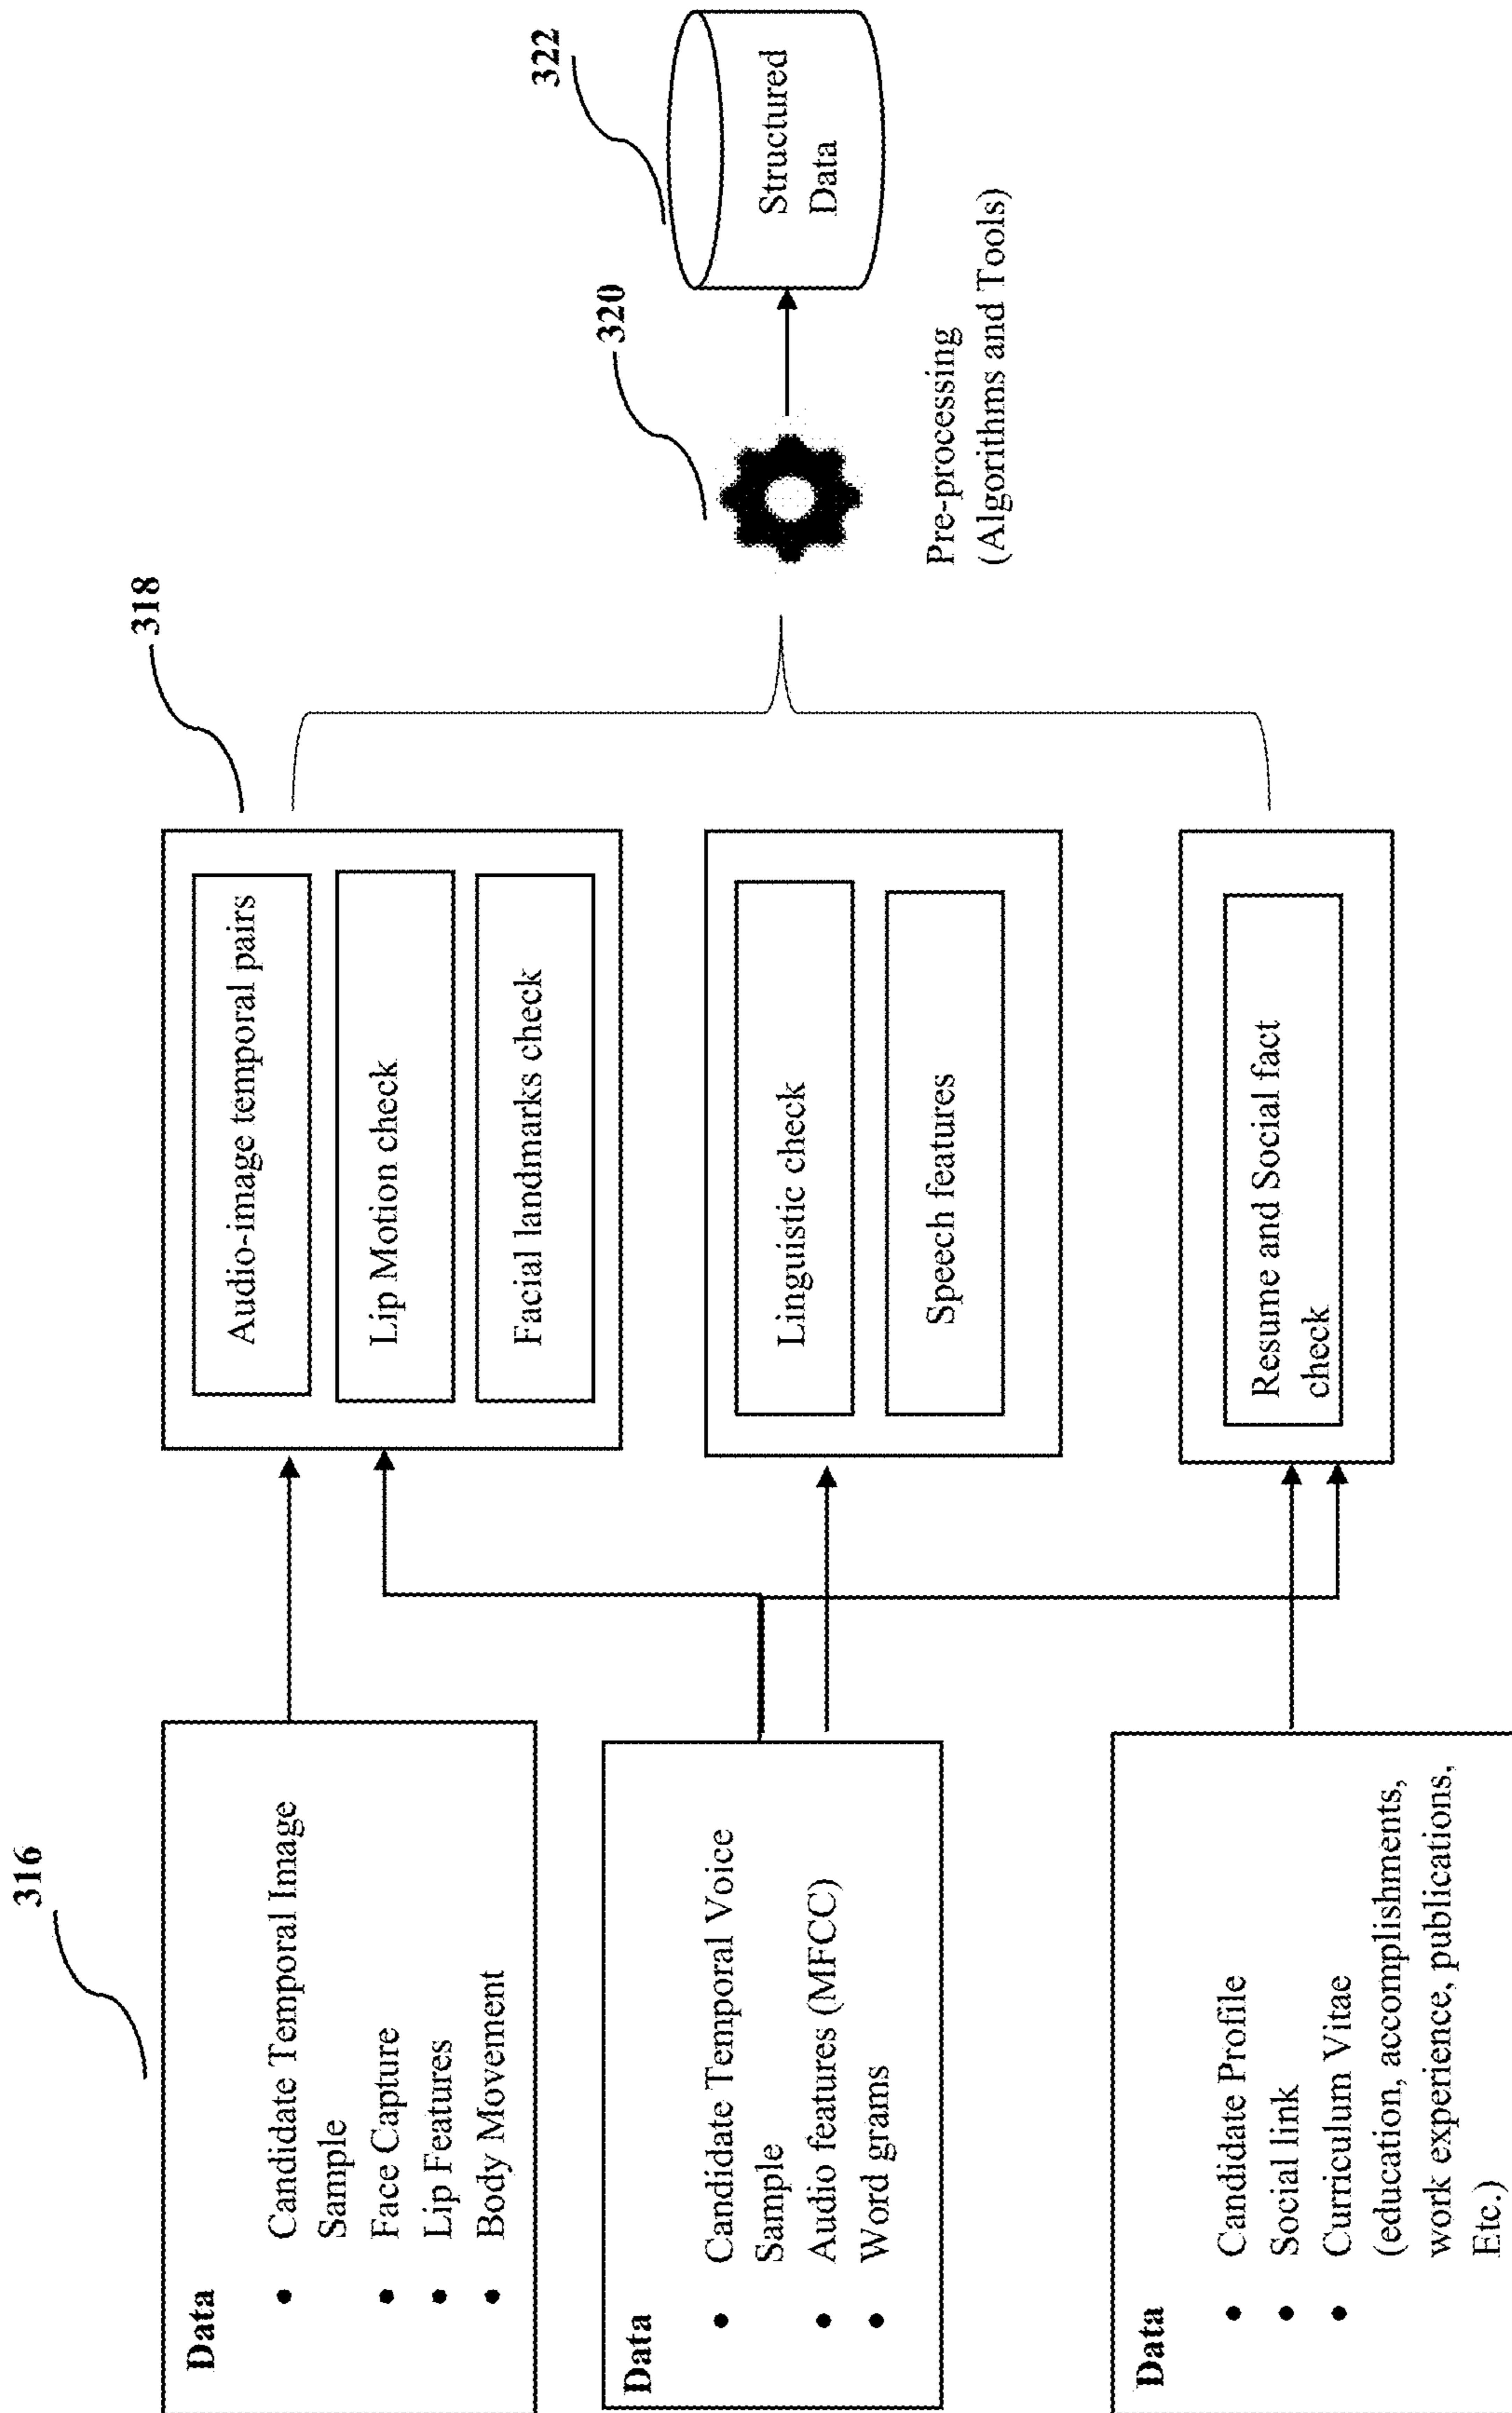 316
Data
• Candidate Temporal Image
Sample
• Face Capture
• Lip Features
• Body Movement
Data
• Candidate Temporal Voice
Sample
• Audio features (MFCC)
• Word grams
Data
• Candidate Profile
• Social link
• Curriculum Vitae
(education, accomplishments,
work experience, publications,
Etc.)
318
Audio-image temporal pairs
Lip Motion check
Facial landmarks check
Linguistic check
Speech features
Resume and Social fact
check
320
Pre-processing
(Algorithms and Tools)
322
Structured
Data